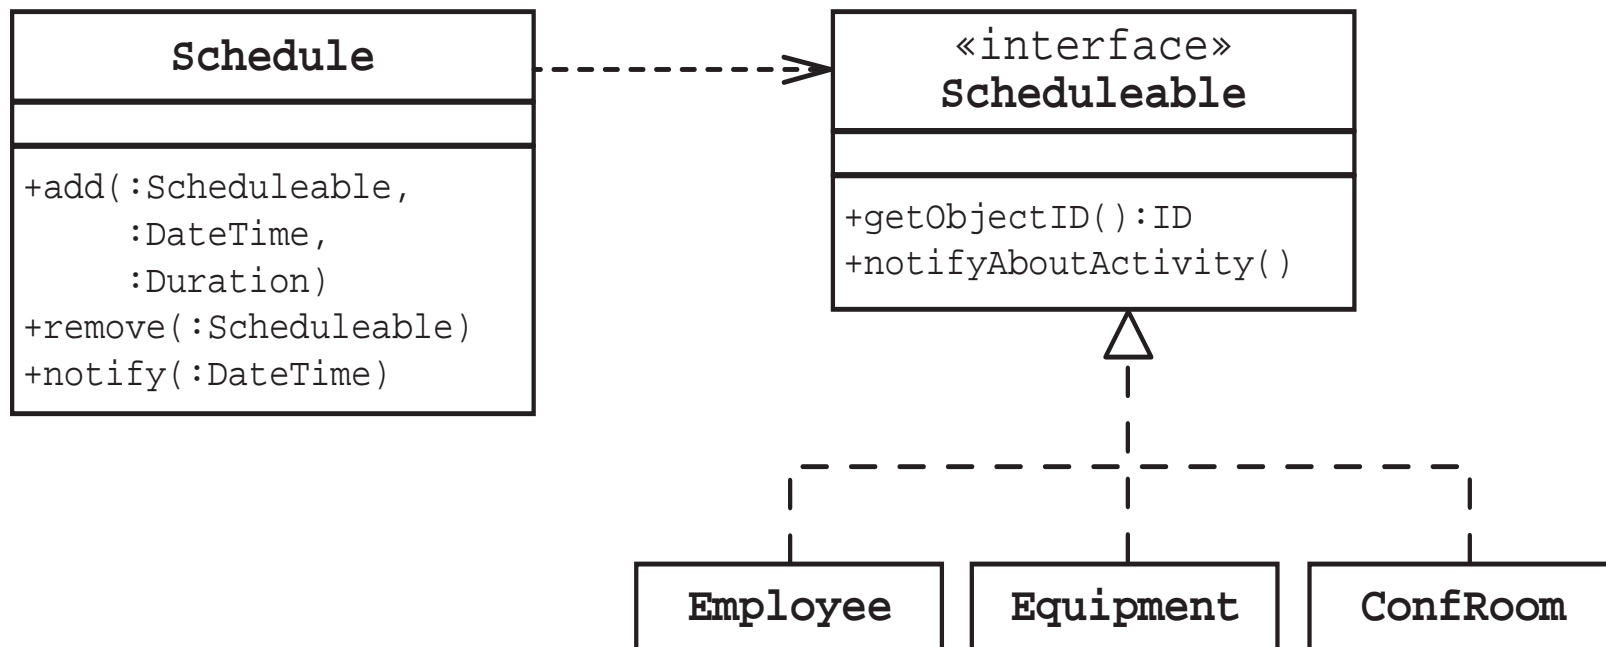 Schedule
+add(:Scheduleable,
:DateTime,
:Duration)
+remove(:Scheduleable)
+notify(:DateTime)
«interface»
Scheduleable
+getObjectID():ID
+notifyAboutActivity()
Employee
Equipment
ConfRoom